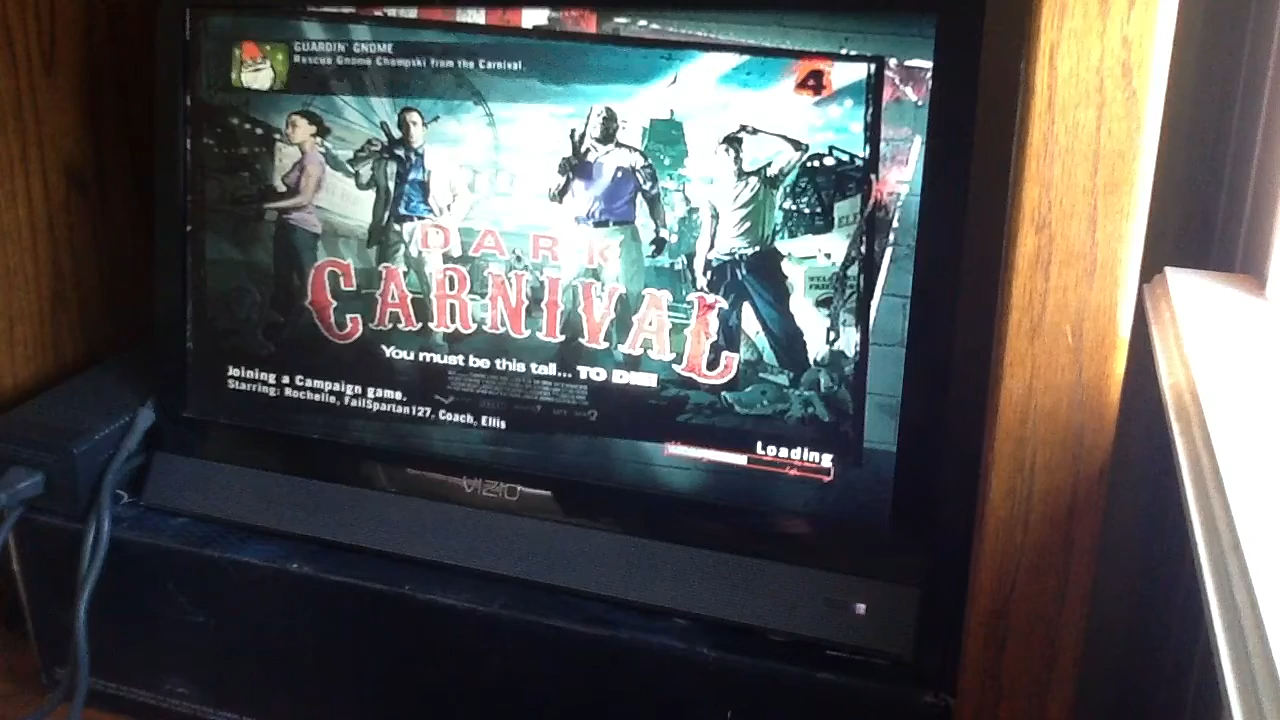 GUARDIN' GNOME
Rescue Gnome Chompski from the Carnival.
4
DARK
CARNIVAL
You must be this tall... TO DIE!
Joining a Campaign game.
Starring: Rochelle, FailSpartan127, Coach, Ellis
Loading
VIZIO